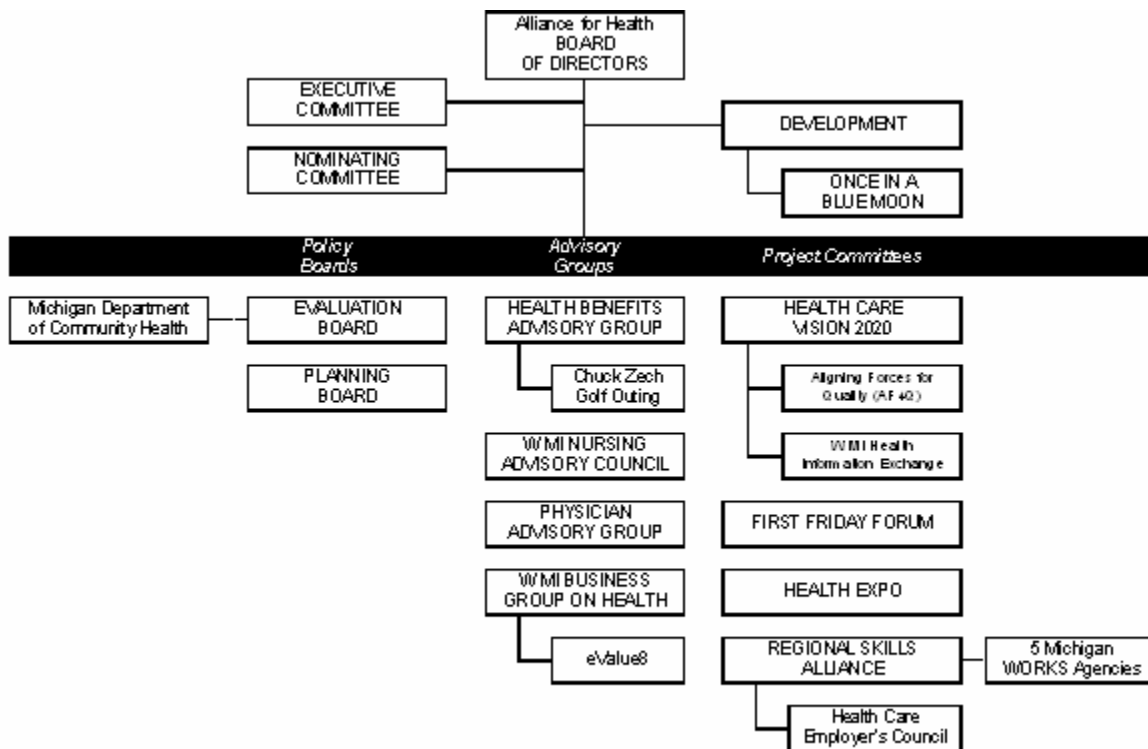 Alliance for Health
BOARD
OF DIRECTORS
EXECUTIVE
COMMITTEE
DEVELOPMENT
NOMINATING
COMMITTEE
ONCE IN A
BLUE MOON
Policy
Boards
Advisory
Groups
Project Committees
Michigan Department
of Community Health
EVALUATION
BOARD
PLANNING
BOARD
HEALTH BENEFITS
ADVISORY GROUP
Chuck Zech
Golf Outing
WMI NURSING
ADVISORY COUNCIL
PHYSICIAN
ADVISORY GROUP
WMI BUSINESS
GROUP ON HEALTH
eValue8
HEALTH CARE
VISION 2020
Aligning Forces for
Quality (AF4Q)
WMI Health
Information Exchange
FIRST FRIDAY FORUM
HEALTH EXPO
REGIONAL SKILLS
ALLIANCE
5 Michigan
WORKS Agencies
Health Care
Employer's Council